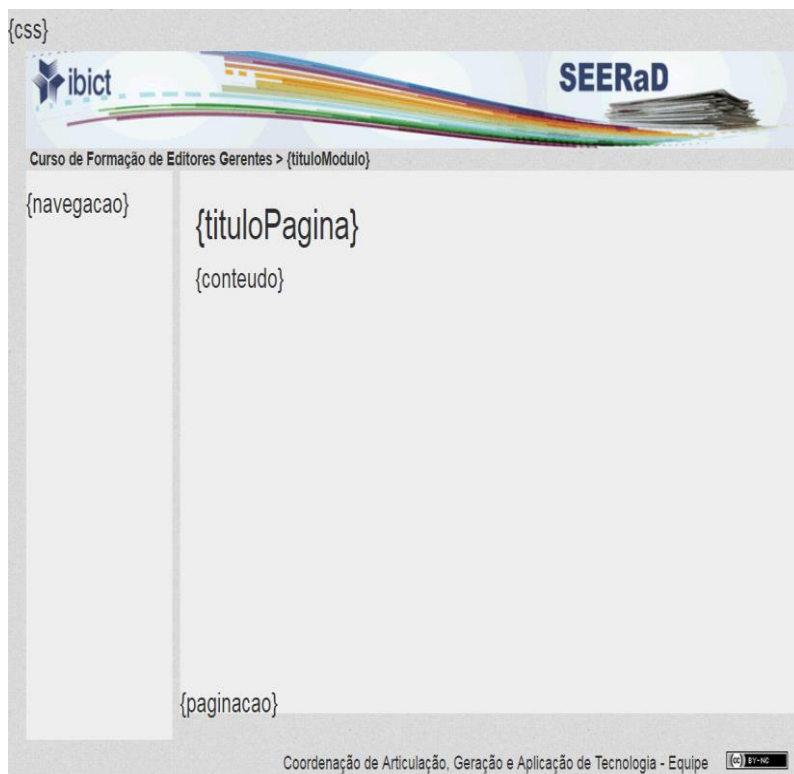 {css}
ibict
SEERaD
Curso de Formação de Editores Gerentes > {tituloModulo}
{navegacao}
{tituloPagina}
{conteudo}
{paginacao}
Coordenação de Articulação, Geração e Aplicação de Tecnologia - Equipe
(cc) BY-NC